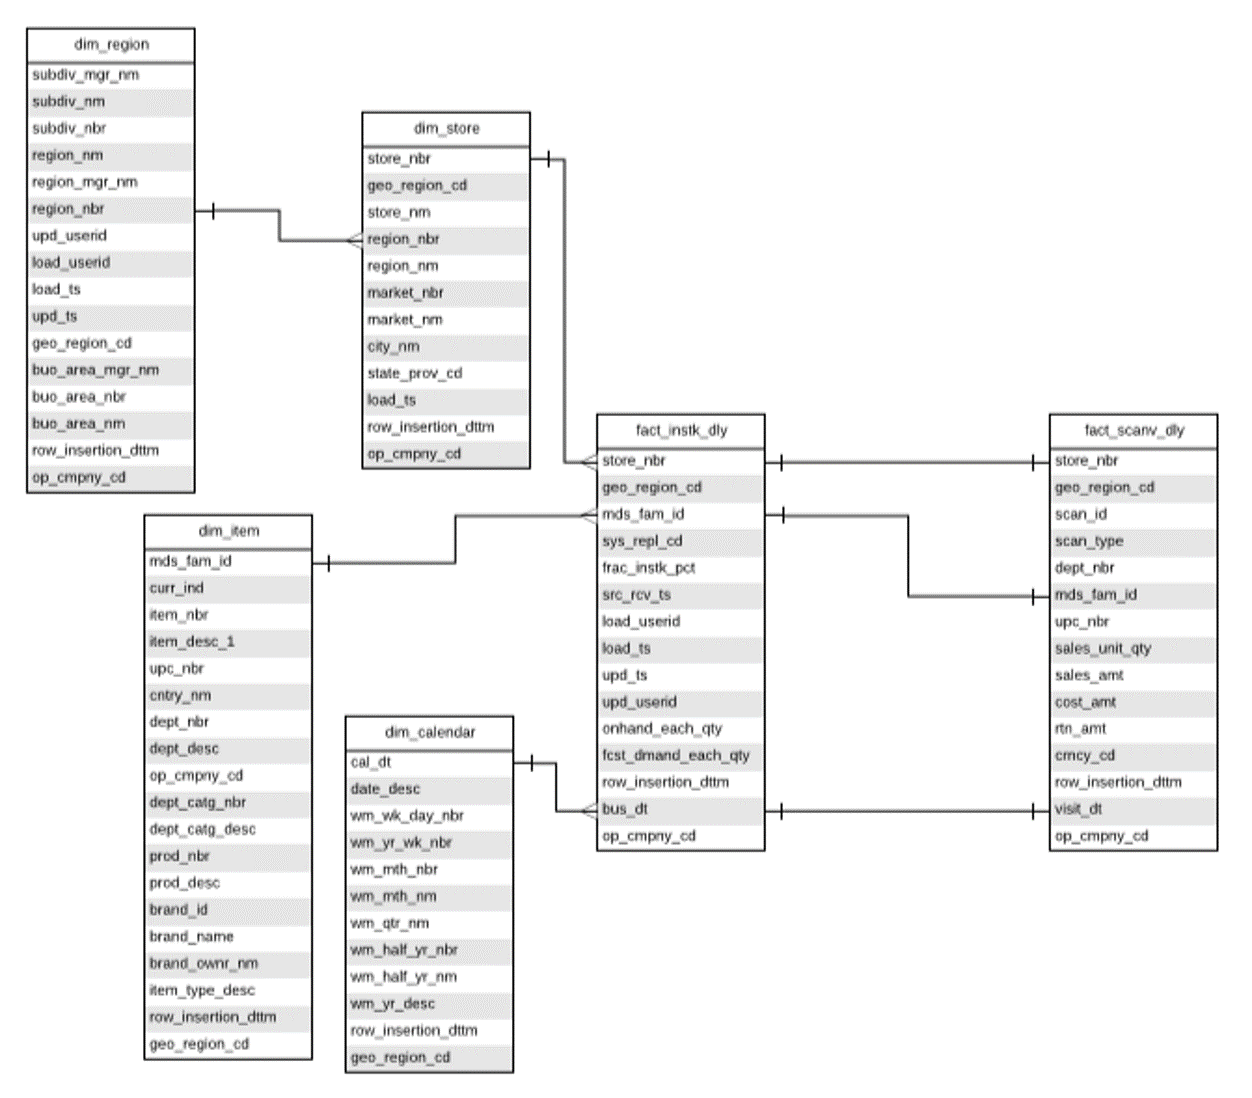 dim_region
subdiv_mgr_nm
subdiv_nm
subdiv_nbr
region_nm
region_mgr_nm
region_nbr
upd_userid
load_userid
load_ts
upd_ts
geo_region_cd
buo_area_mgr_nm
buo_area_nbr
buo_area_nm
row_insertion_dttm
op_cmpny_cd
dim_store
store_nbr
geo_region_cd
store_nm
region_nbr
region_nm
market_nbr
market_nm
city_nm
state_prov_cd
load_ts
row_insertion_dttm
op_cmpny_cd
dim_item
mds_fam_id
curr_ind
item_nbr
item_desc_1
upc_nbr
cntry_nm
dept_nbr
dept_desc
op_cmpny_cd
dept_catg_nbr
dept_catg_desc
prod_nbr
prod_desc
brand_id
brand_name
brand_ownr_nm
item_type_desc
row_insertion_dttm
geo_region_cd
dim_calendar
cal_dt
date_desc
wm_wk_day_nbr
wm_yr_wk_nbr
wm_mth_nbr
wm_mth_nm
wm_qtr_nm
wm_half_yr_nbr
wm_half_yr_nm
wm_yr_desc
row_insertion_dttm
geo_region_cd
fact_instk_dly
store_nbr
geo_region_cd
mds_fam_id
sys_repl_cd
frac_instk_pct
src_rcv_ts
load_userid
load_ts
upd_ts
upd_userid
onhand_each_qty
fcst_dmand_each_qty
row_insertion_dttm
bus_dt
op_cmpny_cd
fact_scanv_dly
store_nbr
geo_region_cd
scan_id
scan_type
dept_nbr
mds_fam_id
upc_nbr
sales_unit_qty
sales_amt
cost_amt
rtn_amt
crncy_cd
row_insertion_dttm
visit_dt
op_cmpny_cd